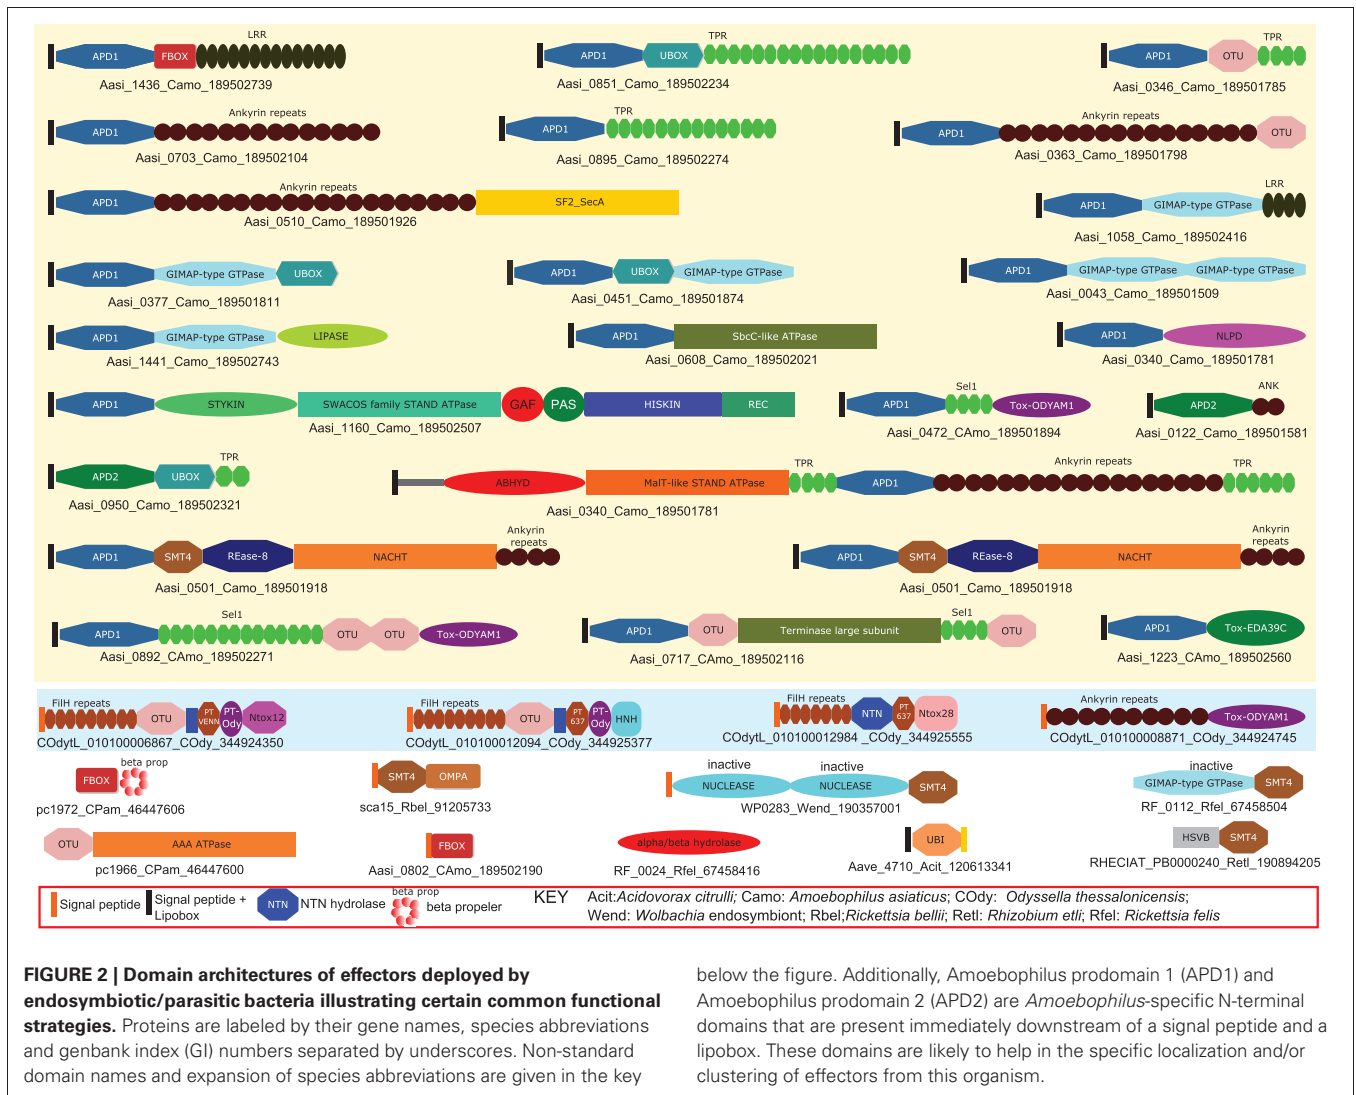 LRR
APD1 FBOX
Aasi_1436_Camo_189502739
TPR
APD1 UBOX
Aasi_0851_Camo_189502234
TPR
APD1 OTU
Aasi_0346_Camo_189501785
Ankyrin repeats
APD1
Aasi_0703_Camo_189502104
TPR
APD1
Aasi_0895_Camo_189502274
Ankyrin repeats
APD1 OTU
Aasi_0363_Camo_189501798
Ankyrin repeats
APD1 SF2_SecA
Aasi_0510_Camo_189501926
LRR
APD1 GIMAP-type GTPase
Aasi_1058_Camo_189502416
APD1 GIMAP-type GTPase UBOX
Aasi_0377_Camo_189501811
APD1 UBOX GIMAP-type GTPase
Aasi_0451_Camo_189501874
APD1 GIMAP-type GTPase GIMAP-type GTPase
Aasi_0043_Camo_189501509
APD1 GIMAP-type GTPase LIPASE
Aasi_1441_Camo_189502743
APD1 SbcC-like ATPase
Aasi_0608_Camo_189502021
APD1 NLPD
Aasi_0340_Camo_189501781
APD1 STYKIN SWACOS family STAND ATPase GAF PAS HISKIN REC
Aasi_1160_Camo_189502507
Sel1
APD1 Tox-ODYAM1
Aasi_0472_CAmo_189501894
ANK
APD2
Aasi_0122_Camo_189501581
TPR
APD2 UBOX
Aasi_0950_Camo_189502321
TPR Ankyrin repeats TPR
ABHYD MalT-like STAND ATPase APD1
Aasi_0340_Camo_189501781
Ankyrin
repeats
APD1 SMT4 REase-8 NACHT
Aasi_0501_Camo_189501918
Ankyrin
repeats
APD1 SMT4 REase-8 NACHT
Aasi_0501_Camo_189501918
Sel1
APD1 OTU OTU Tox-ODYAM1
Aasi_0892_CAmo_189502271
Sel1
APD1 OTU Terminase large subunit OTU
Aasi_0717_CAmo_189502116
APD1 Tox-EDA39C
Aasi_1223_CAmo_189502560
FilH repeats
OTU PT VENN PT-Ody Ntox12
COdytL_010100006867_COdy_344924350
FilH repeats
OTU PT 637 PT-Ody HNH
COdytL_010100012094_COdy_344925377
FilH repeats
NTN PT 637 Ntox28
COdytL_010100012984 _COdy_344925555
Ankyrin repeats
Tox-ODYAM1
COdytL_010100008871_COdy_344924745
beta prop
FBOX
pc1972_CPam_46447606
SMT4 OMPA
sca15_Rbel_91205733
inactive inactive
NUCLEASE NUCLEASE SMT4
WP0283_Wend_190357001
inactive
GIMAP-type GTPase SMT4
RF_0112_Rfel_67458504
OTU AAA ATPase
pc1966_CPam_46447600
FBOX
Aasi_0802_CAmo_189502190
alpha/beta hydrolase
RF_0024_Rfel_67458416
UBI
Aave_4710_Acit_120613341
HSVB SMT4
RHECIAT_PB0000240_Retl_190894205
Signal peptide
Signal peptide +
Lipobox
NTN NTN hydrolase
beta prop
beta propeler
KEY
Acit:Acidovorax citrulli; Camo: Amoebophilus asiaticus; COdy: Odyssella thessalonicensis;
Wend: Wolbachia endosymbiont; Rbel;Rickettsia bellii; Retl: Rhizobium etli; Rfel: Rickettsia felis
FIGURE 2 | Domain architectures of effectors deployed by
endosymbiotic/parasitic bacteria illustrating certain common functional
strategies. Proteins are labeled by their gene names, species abbreviations
and genbank index (GI) numbers separated by underscores. Non-standard
domain names and expansion of species abbreviations are given in the key
below the figure. Additionally, Amoebophilus prodomain 1 (APD1) and
Amoebophilus prodomain 2 (APD2) are Amoebophilus-specific N-terminal
domains that are present immediately downstream of a signal peptide and a
lipobox. These domains are likely to help in the specific localization and/or
clustering of effectors from this organism.